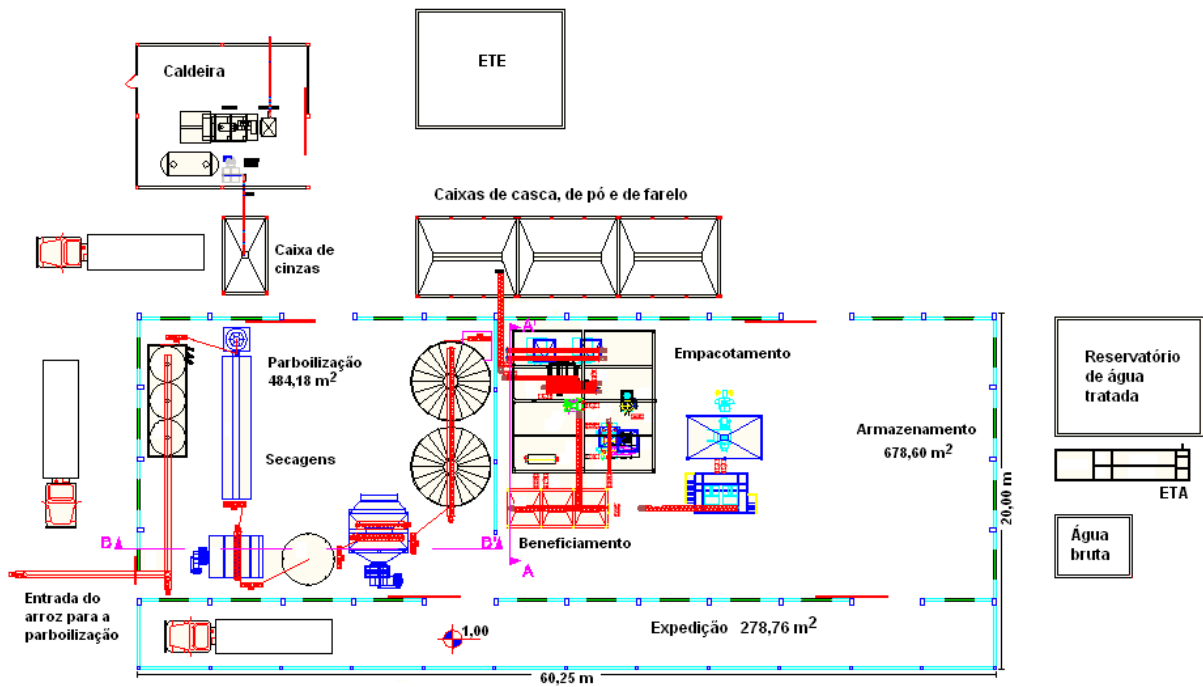 Caldeira
ETE
Caixas de casca, de pó e de farelo
Caixa de
cinzas
Parboilização
484,18 m²
A'
Empacotamento
Reservatório
de água
tratada
Armazenamento
678,60 m²
Secagens
20,00 m
ETA
B
B'
Beneficiamento
A
Água
bruta
Entrada do
arroz para a
parboilização
1,00
Expedição 278,76 m²
60,25 m